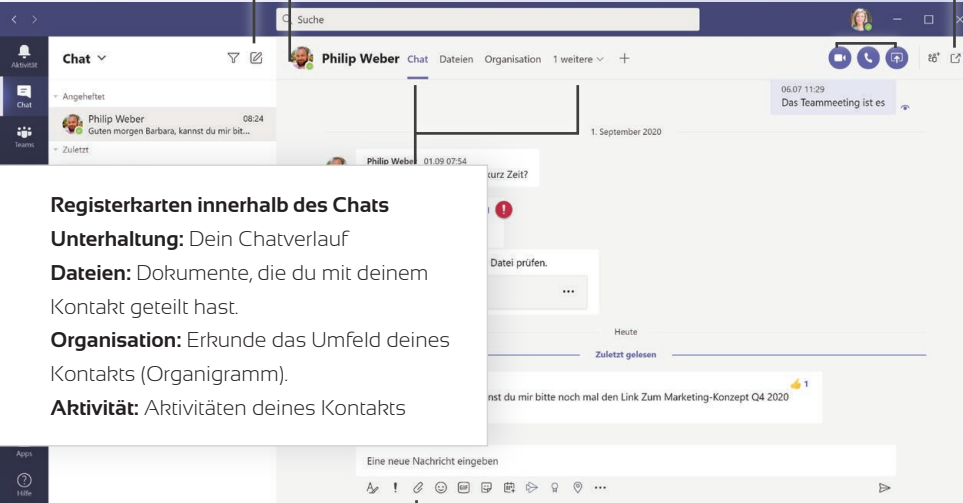 Suche
Aktivität
Chat
Teams
Apps
Hilfe
Chat
Angeheftet
Philip Weber 08:24
Guten morgen Barbara, kannst du mir bit...
Zuletzt
Philip Weber Chat Dateien Organisation 1 weitere
06.07 11:29
Das Teammeeting ist es
1. September 2020
Philip Weber 01.09 07:54
kurz Zeit?
Datei prüfen.
Heute
Zuletzt gelesen
1
du mir bitte noch mal den Link Zum Marketing-Konzept Q4 2020
Eine neue Nachricht eingeben
GIF
Registerkarten innerhalb des Chats
Unterhaltung: Dein Chatverlauf
Dateien: Dokumente, die du mit deinem
Kontakt geteilt hast.
Organisation: Erkunde das Umfeld deines
Kontakts (Organigramm).
Aktivität: Aktivitäten deines Kontakts